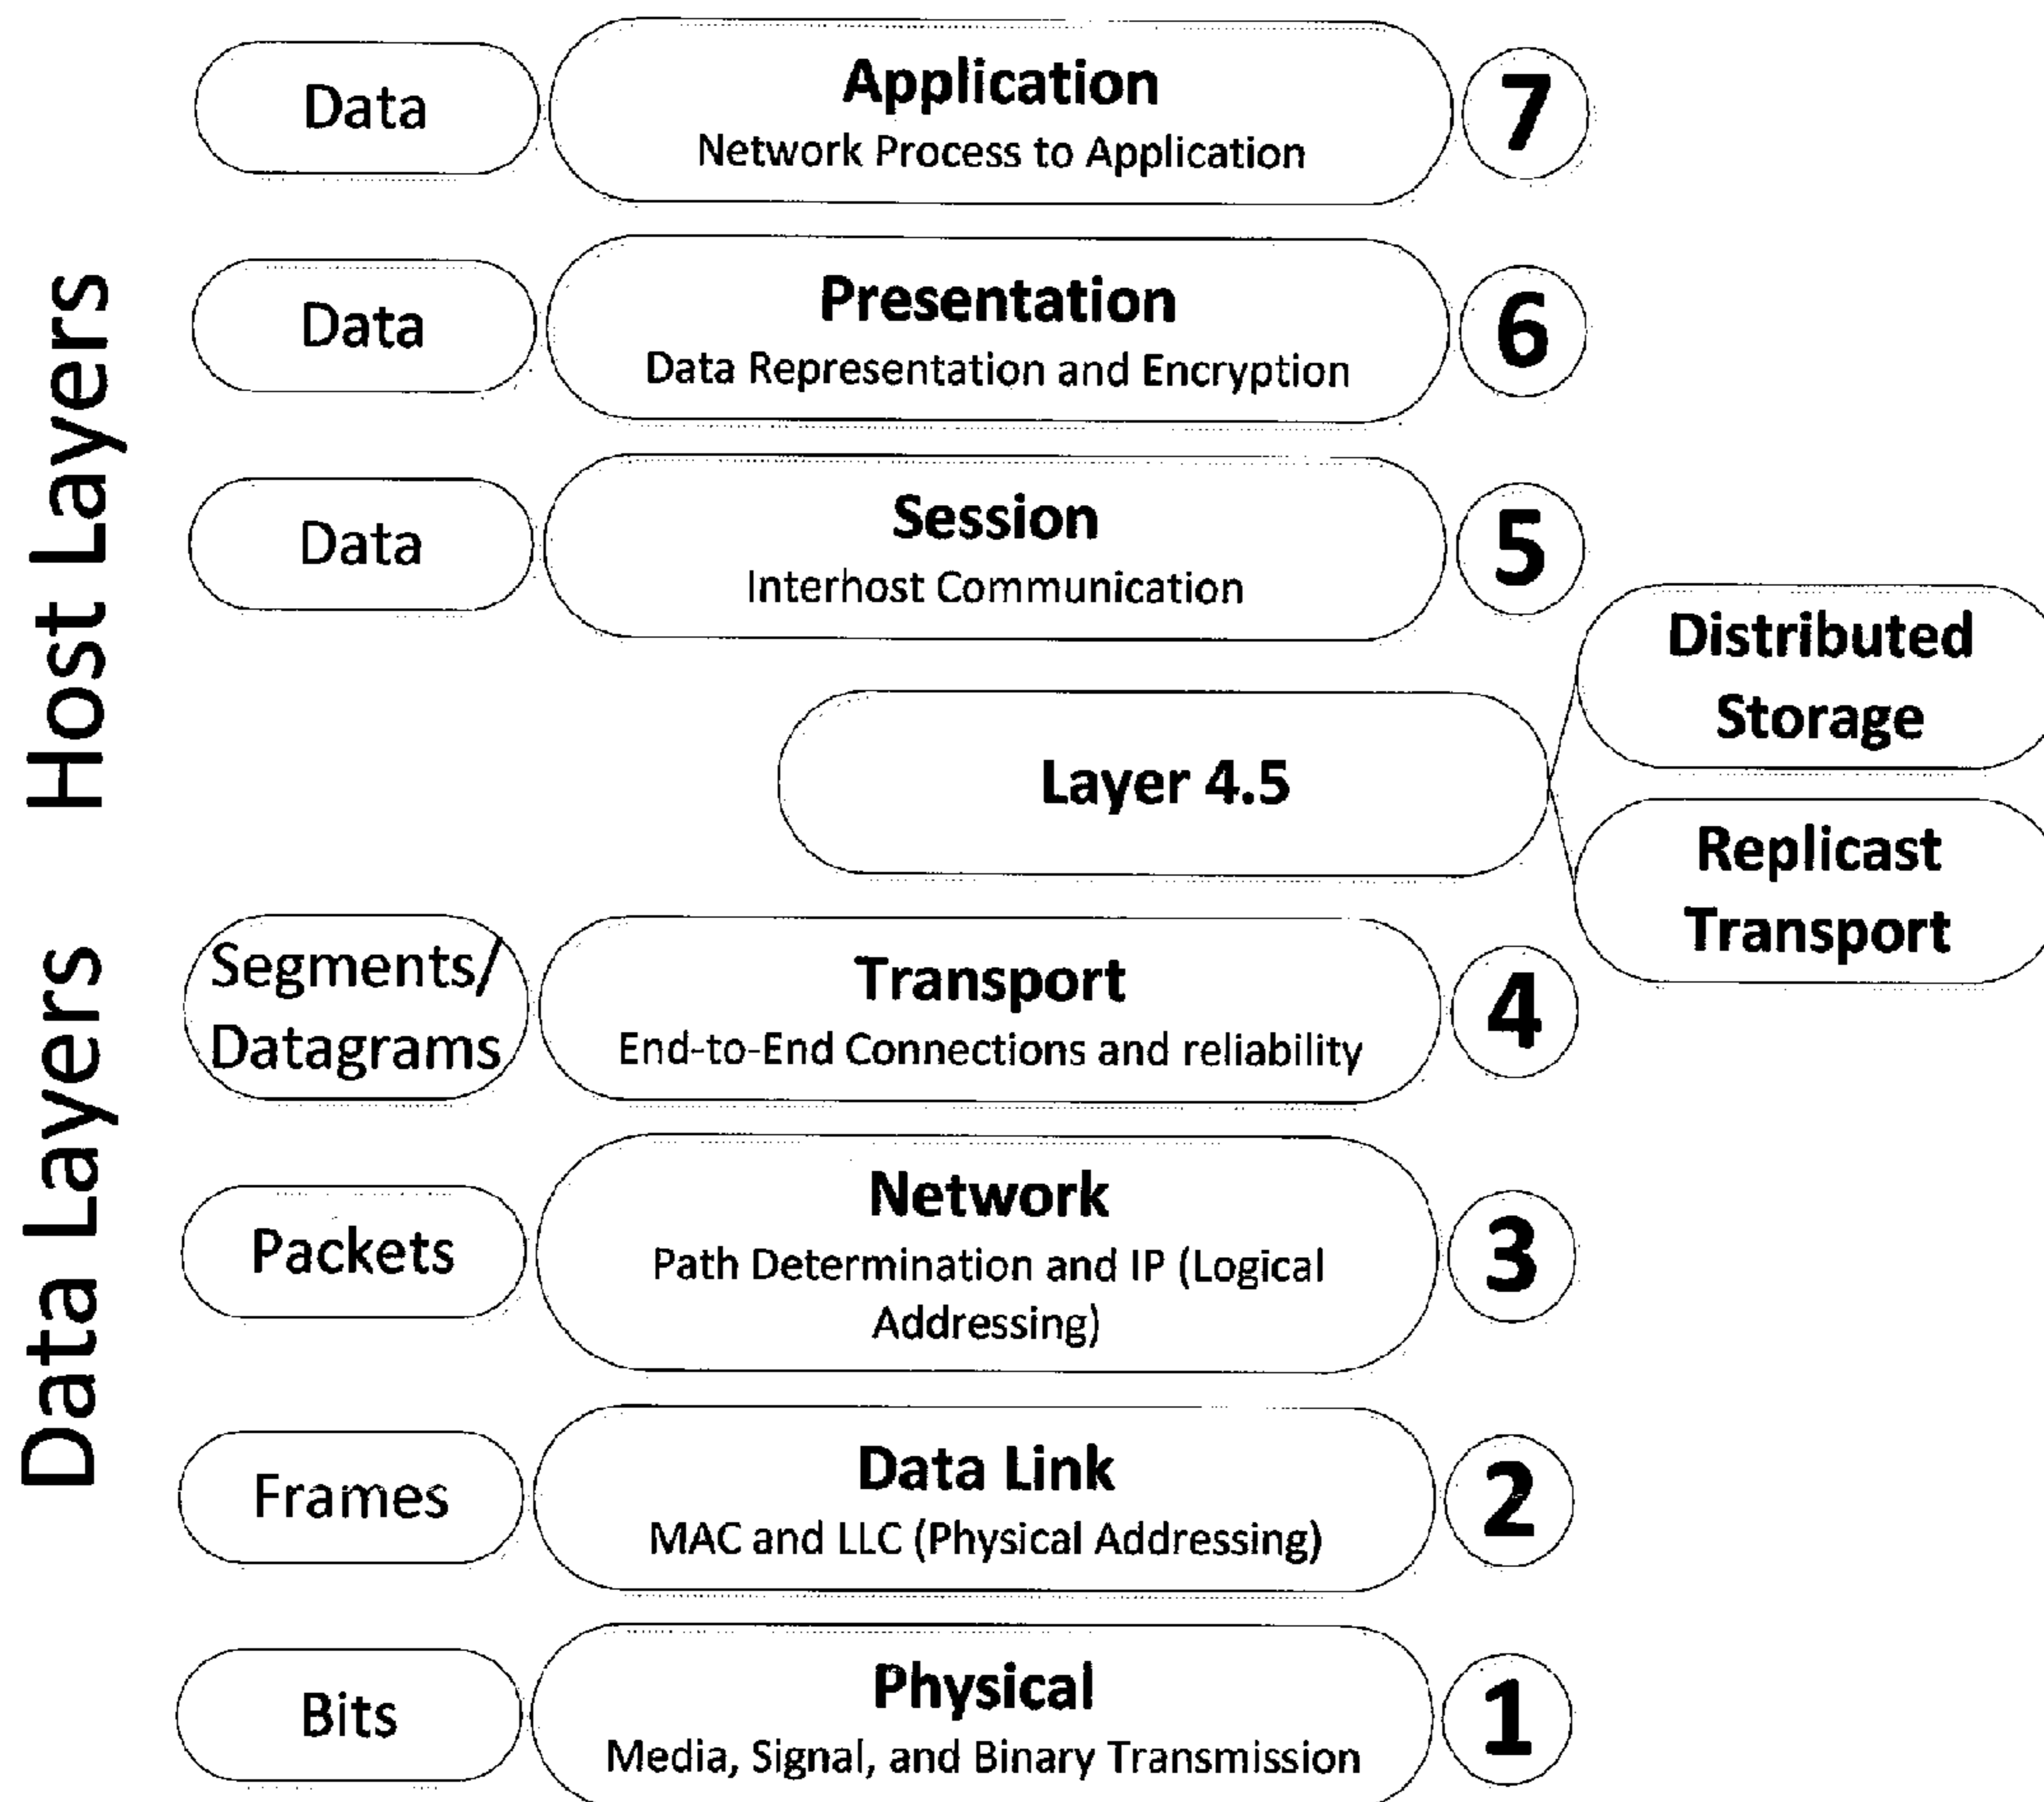 Host Layers
Data Layers
Data
Application
Network Process to Application
7
Data
Presentation
Data Representation and Encryption
6
Data
Session
Interhost Communication
5
Distributed
Storage
Layer 4.5
Replicast
Transport
Segments/
Datagrams
Transport
End-to-End Connections and reliability
4
Packets
Network
Path Determination and IP (Logical
Addressing)
3
Frames
Data Link
MAC and LLC (Physical Addressing)
2
Bits
Physical
Media, Signal, and Binary Transmission
1